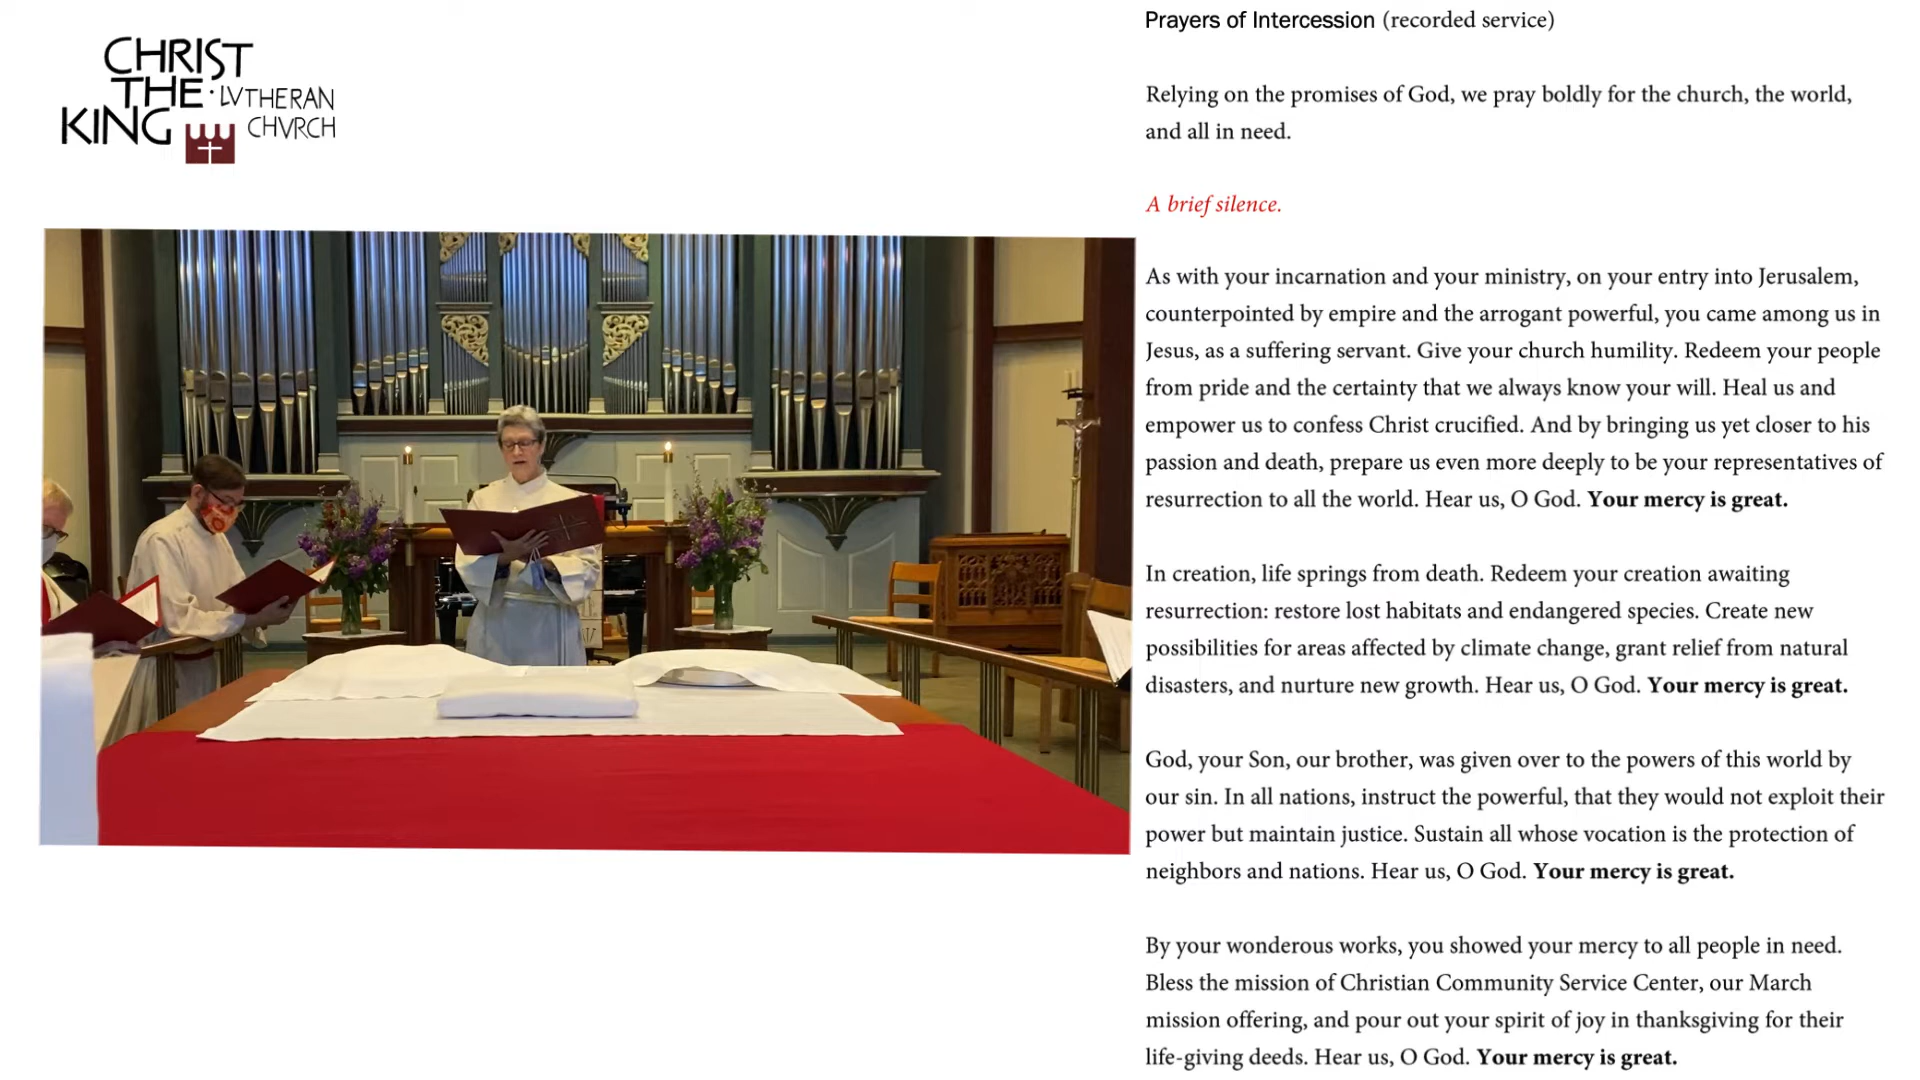 CHRIST
THE · LVTHERAN
KING CHVRCH
Prayers of Intercession (recorded service)
Relying on the promises of God, we pray boldly for the church, the world,
and all in need.
A brief silence.
As with your incarnation and your ministry, on your entry into Jerusalem,
counterpointed by empire and the arrogant powerful, you came among us in
Jesus, as a suffering servant. Give your church humility. Redeem your people
from pride and the certainty that we always know your will. Heal us and
empower us to confess Christ crucified. And by bringing us yet closer to his
passion and death, prepare us even more deeply to be your representatives of
resurrection to all the world. Hear us, O God. Your mercy is great.
In creation, life springs from death. Redeem your creation awaiting
resurrection: restore lost habitats and endangered species. Create new
possibilities for areas affected by climate change, grant relief from natural
disasters, and nurture new growth. Hear us, O God. Your mercy is great.
God, your Son, our brother, was given over to the powers of this world by
our sin. In all nations, instruct the powerful, that they would not exploit their
power but maintain justice. Sustain all whose vocation is the protection of
neighbors and nations. Hear us, O God. Your mercy is great.
By your wonderous works, you showed your mercy to all people in need.
Bless the mission of Christian Community Service Center, our March
mission offering, and pour out your spirit of joy in thanksgiving for their
life-giving deeds. Hear us, O God. Your mercy is great.